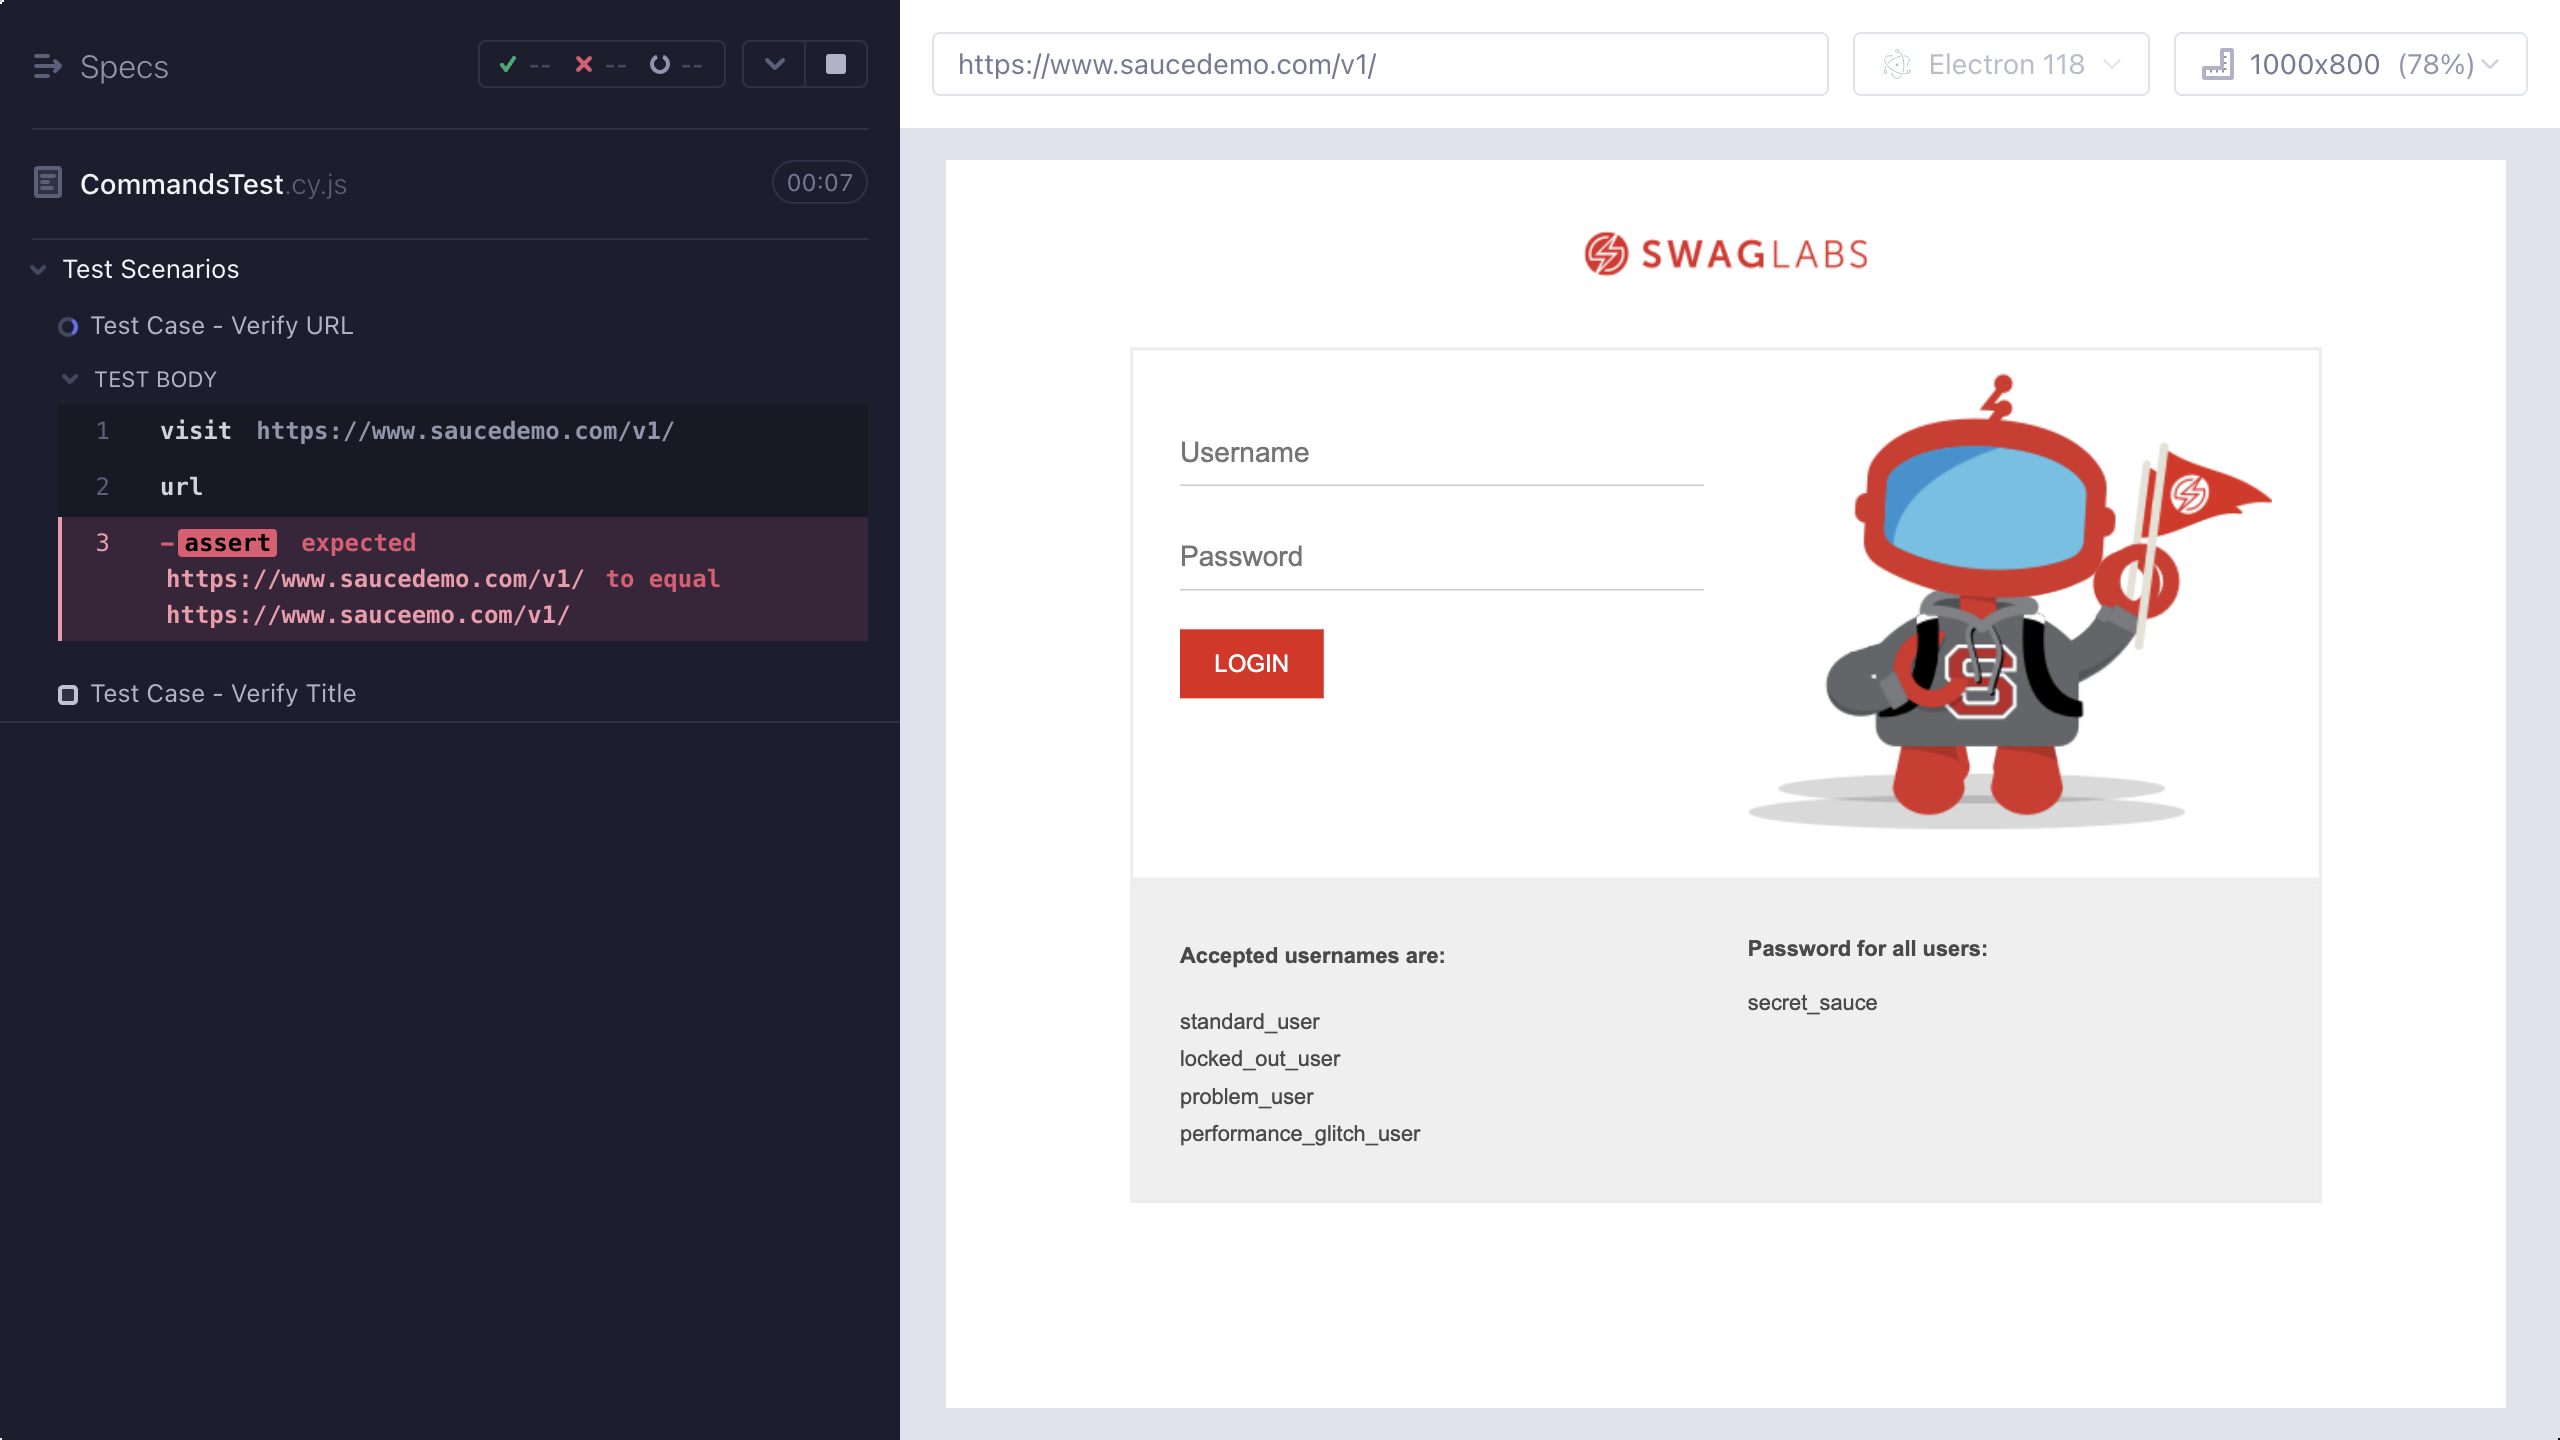 Specs
-- -- --
CommandsTest.cy.js
00:07
Test Scenarios
Test Case - Verify URL
TEST BODY
1 visit https://www.saucedemo.com/v1/
2 url
3 -assert expected
https://www.saucedemo.com/v1/ to equal
https://www.sauceemo.com/v1/
Test Case - Verify Title
https://www.saucedemo.com/v1/
Electron 118
1000x800 (78%)
SWAGLABS
Username
Password
LOGIN
S
Accepted usernames are:
standard_user
locked_out_user
problem_user
performance_glitch_user
Password for all users:
secret_sauce